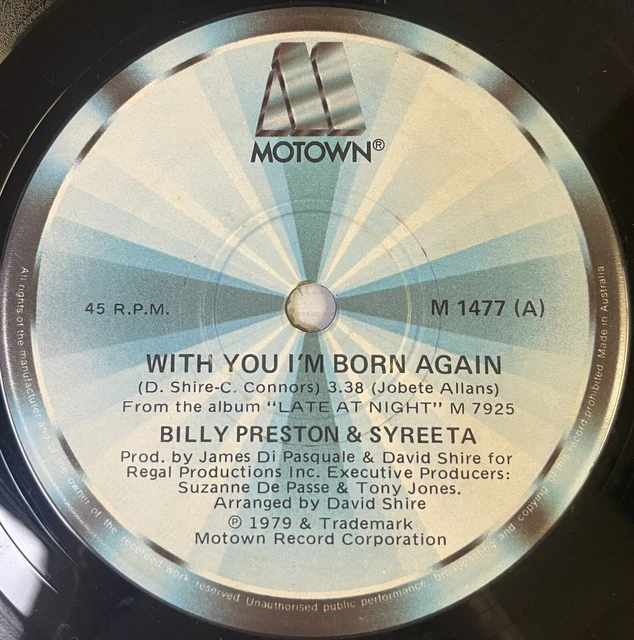 MOTOWN®
45 R.P.M.
M 1477 (A)
WITH YOU I'M BORN AGAIN
(D. Shire-C. Connors) 3.38 (Jobete Allans)
From the album "LATE AT NIGHT" M 7925
BILLY PRESTON & SYREETA
Prod. by James Di Pasquale & David Shire for
Regal Productions Inc. Executive Producers:
Suzanne De Passe & Tony Jones.
Arranged by David Shire
℗ 1979 & Trademark
Motown Record Corporation
All rights of the manufacturer and of the owner of the recorded work reserved Unauthorised public performance, broadcasting and copying of this record prohibited. Made in Australia